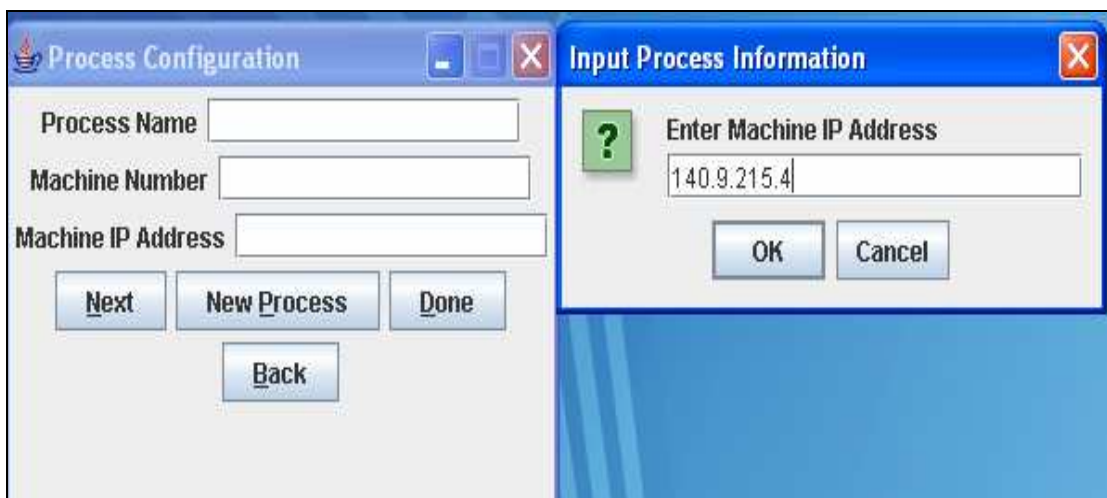 Process Configuration
Process Name
Machine Number
Machine IP Address
Next New Process Done
Back
Input Process Information
?
Enter Machine IP Address
140.9.215.4
OK Cancel